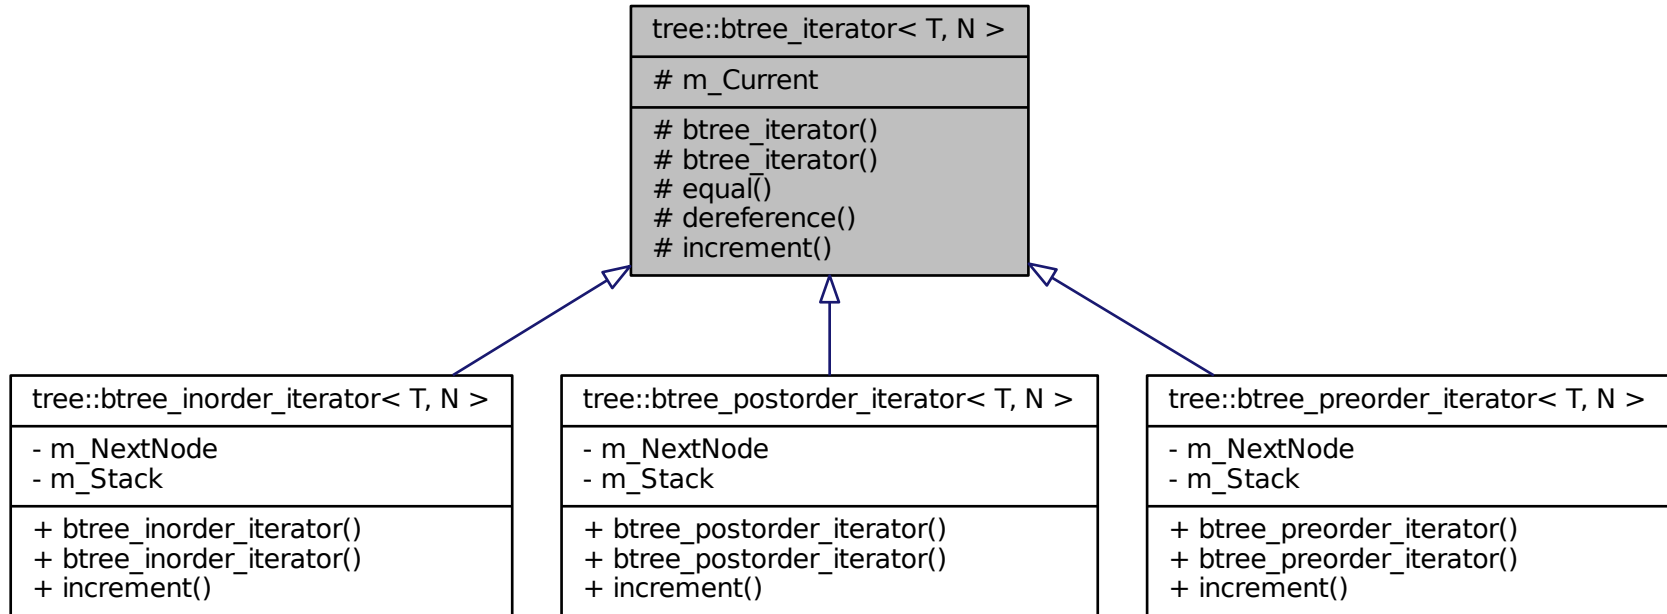 tree::btree_iterator< T, N >
# m_Current
# btree_iterator()
# btree_iterator()
# equal()
# dereference()
# increment()
tree::btree_inorder_iterator< T, N >
- m_NextNode
- m_Stack
+ btree_inorder_iterator()
+ btree_inorder_iterator()
+ increment()
tree::btree_postorder_iterator< T, N >
- m_NextNode
- m_Stack
+ btree_postorder_iterator()
+ btree_postorder_iterator()
+ increment()
tree::btree_preorder_iterator< T, N >
- m_NextNode
- m_Stack
+ btree_preorder_iterator()
+ btree_preorder_iterator()
+ increment()